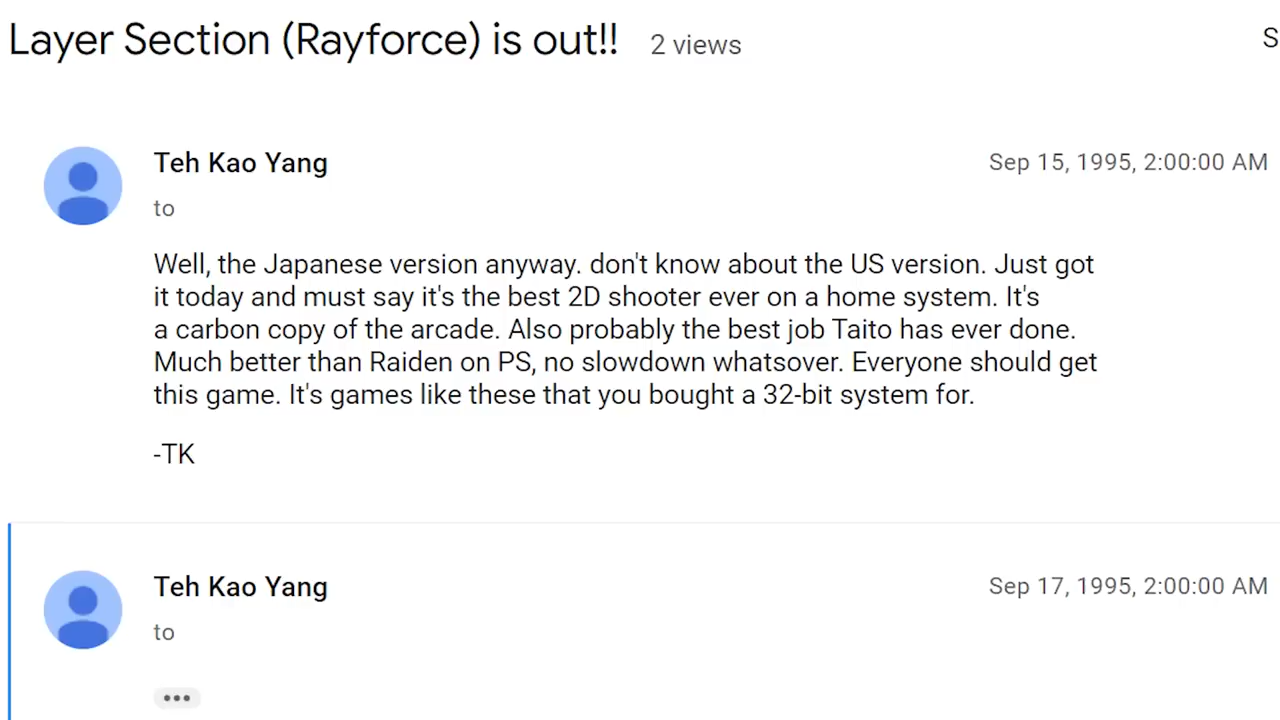 Layer Section (Rayforce) is out!! 2 views S
Teh Kao Yang Sep 15, 1995, 2:00:00 AM
to
Well, the Japanese version anyway. don't know about the US version. Just got
it today and must say it's the best 2D shooter ever on a home system. It's
a carbon copy of the arcade. Also probably the best job Taito has ever done.
Much better than Raiden on PS, no slowdown whatsover. Everyone should get
this game. It's games like these that you bought a 32-bit system for.
-TK
Teh Kao Yang Sep 17, 1995, 2:00:00 AM
to
•••